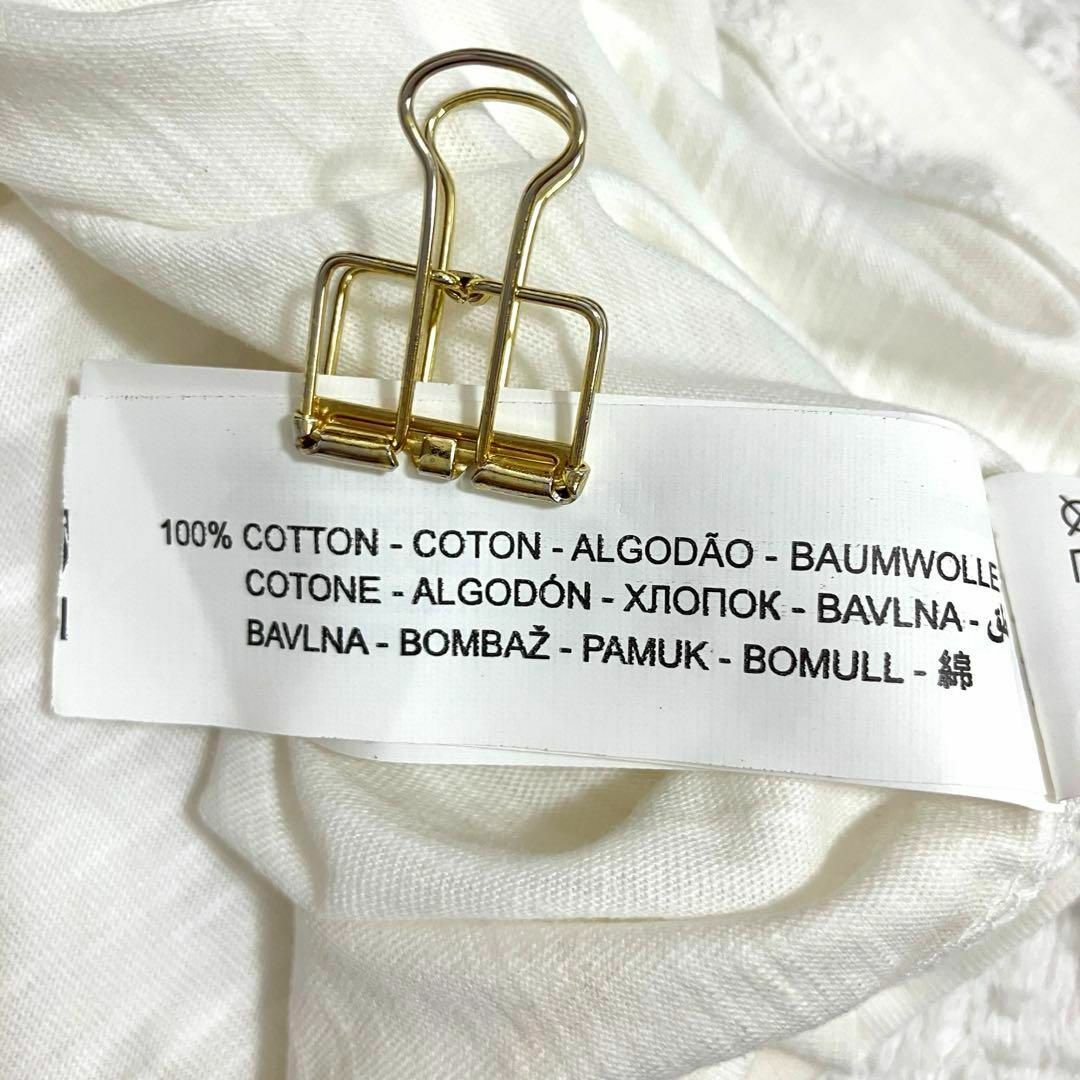 100% COTTON - COTON - ALGODÃO - BAUMWOLLE
COTONE - ALGODÓN - ХЛОПОК - BAVLNA -
BAVLNA - BOMBAŽ - PAMUK - BOMULL - 綿